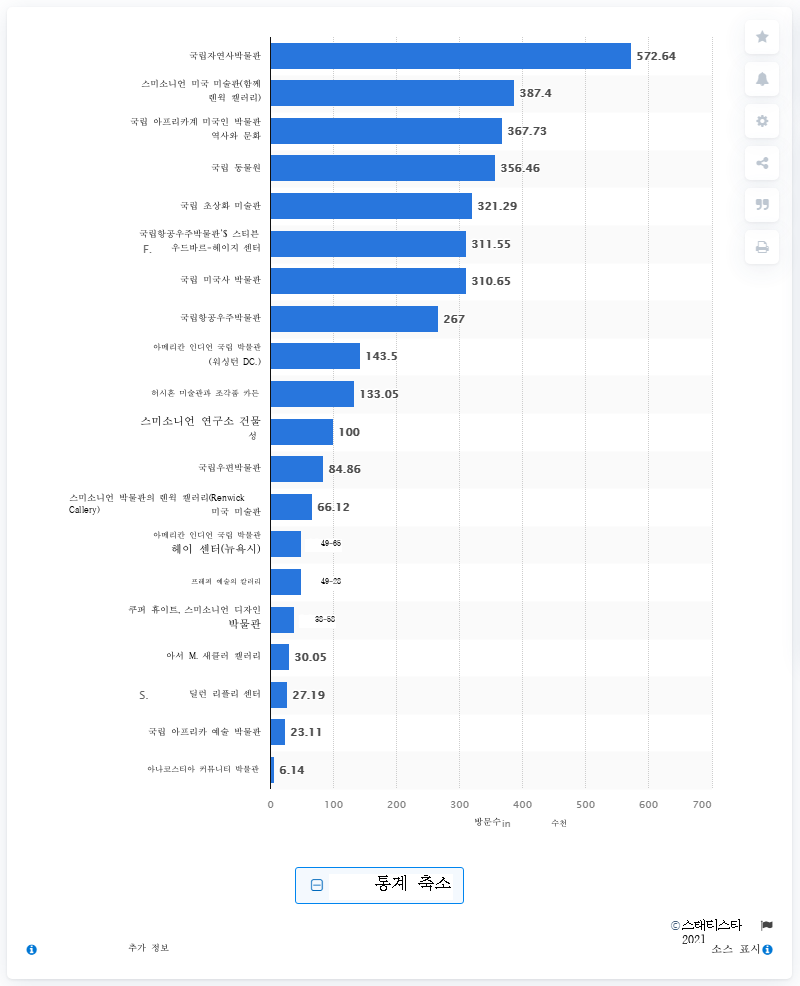 국립자연사박물관
572.64
스미소니언 미국 미술관(함께
렌윅 갤러리)
387.4
국립 아프리카계 미국인 박물관
역사와 문화
367.73
국립 동물원
356.46
국립 초상화 미술관
321.29
국립항공우주박물관'S 스티븐
F. 우드바르-헤이지 센터
311.55
국립 미국사 박물관
310.65
국립항공우주박물관
267
아메리칸 인디언 국립 박물관
(워싱턴 DC.)
143.5
허시혼 미술관과 조각품 가든
133.05
스미소니언 연구소 건물
성
100
국립우편박물관
84.86
스미소니언 박물관의 렌윅 갤러리(Renwick
Gallery) 미국 미술관
66.12
아메리칸 인디언 국립 박물관
헤이 센터(뉴욕시)
49-65
프레퍼 예술의 갈러리
49-28
쿠퍼 휴이트, 스미소니언 디자인
박물관
38-58
아서 M. 새클러 갤러리
30.05
S. 딜런 리플리 센터
27.19
국립 아프리카 예술 박물관
23.11
아나코스티아 커뮤니티 박물관
6.14
0 100 200 300 400 500 600 700
방문수in 수천
통계 축소
©스태티스타
2021
추가 정보
소스 표시